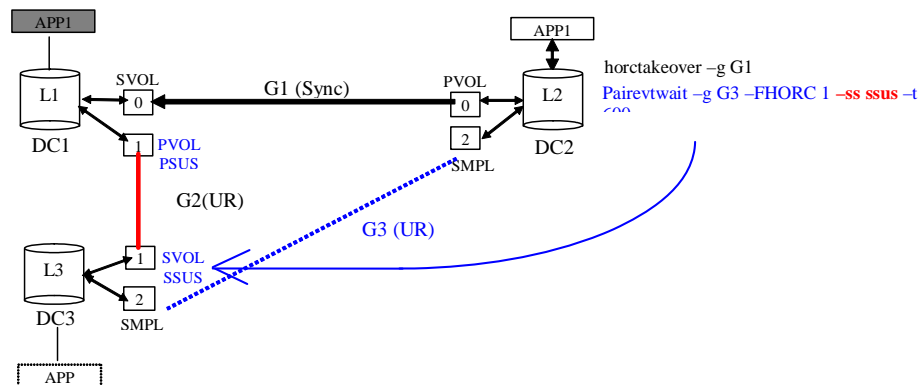 APP1
APP1
SVOL
G1 (Sync)
PVOL
horctakeover –g G1
Pairevtwait –g G3 –FHORC 1 –ss ssus –t
L1
0
0
L2
DC1
1
PVOL
PSUS
2
SMPL
DC2
G2(UR)
G3 (UR)
L3
1
SVOL
SSUS
2
DC3
SMPL
APP